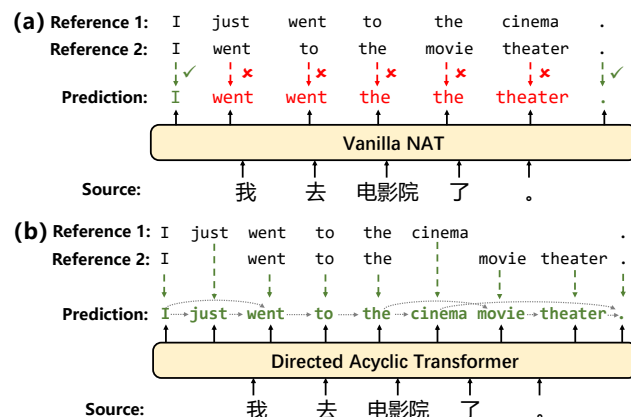 (a) Reference 1: I just went to the cinema .
Reference 2: I went to the movie theater .
Prediction: I went went the the theater .
Vanilla NAT
Source: 我 去 电影院 了 。
(b) Reference 1: I just went to the cinema .
Reference 2: I went to the movie theater .
Prediction: I just went to the cinema movie theater .
Directed Acyclic Transformer
Source: 我 去 电影院 了 。